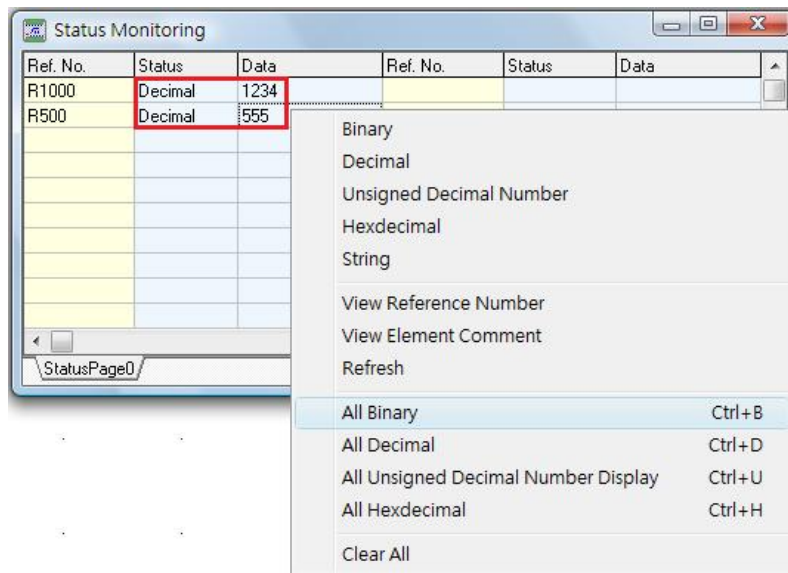 Status Monitoring
Ref. No. Status Data Ref. No. Status Data
R1000 Decimal 1234
R500 Decimal 555
Binary
Decimal
Unsigned Decimal Number
Hexdecimal
String
View Reference Number
View Element Comment
Refresh
StatusPage0
All Binary Ctrl+B
All Decimal Ctrl+D
All Unsigned Decimal Number Display Ctrl+U
All Hexdecimal Ctrl+H
Clear All